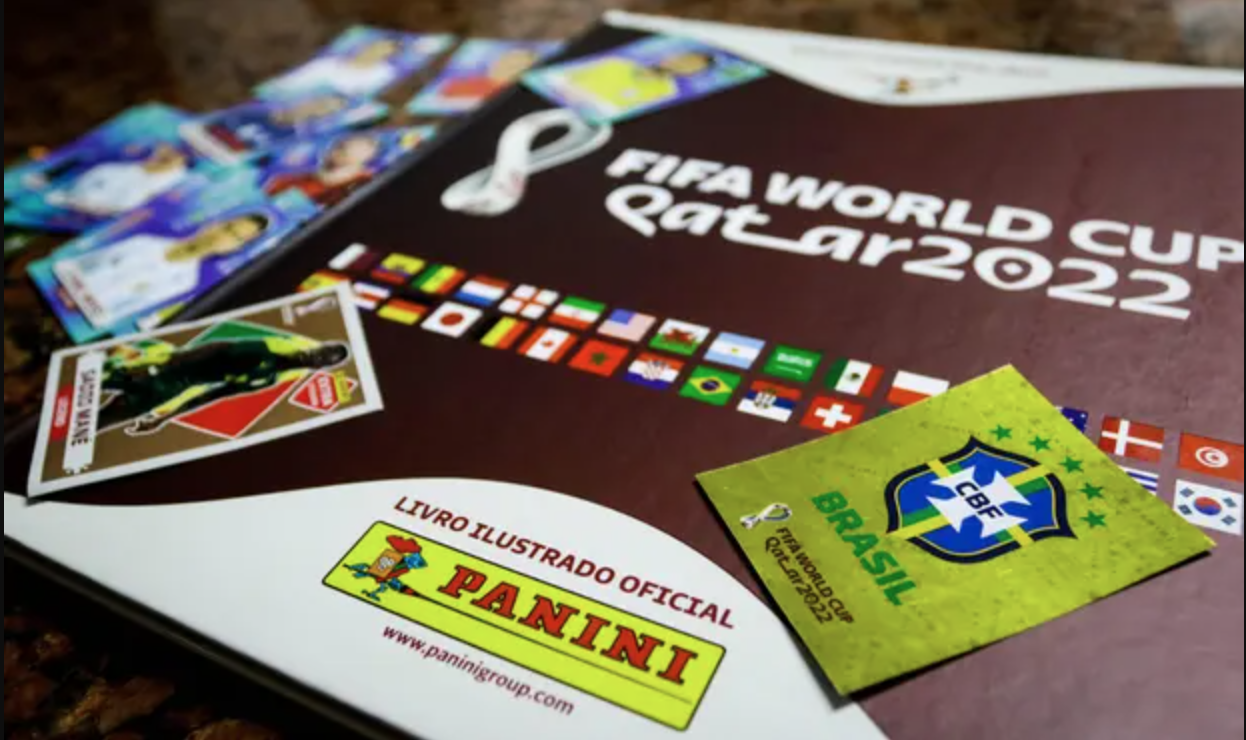 FIFA WORLD CUP
Qatar2022
SADIO MANÉ
LIVRO ILUSTRADO OFICIAL
PANINI
www.paninigroup.com
CBF
BRASIL
FIFA WORLD CUP
Qatar2022